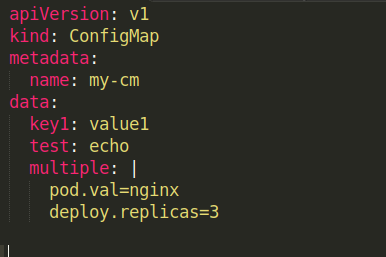 apiVersion: v1
kind: ConfigMap
metadata:
  name: my-cm
data:
  key1: value1
  test: echo
  multiple: |
    pod.val=nginx
    deploy.replicas=3